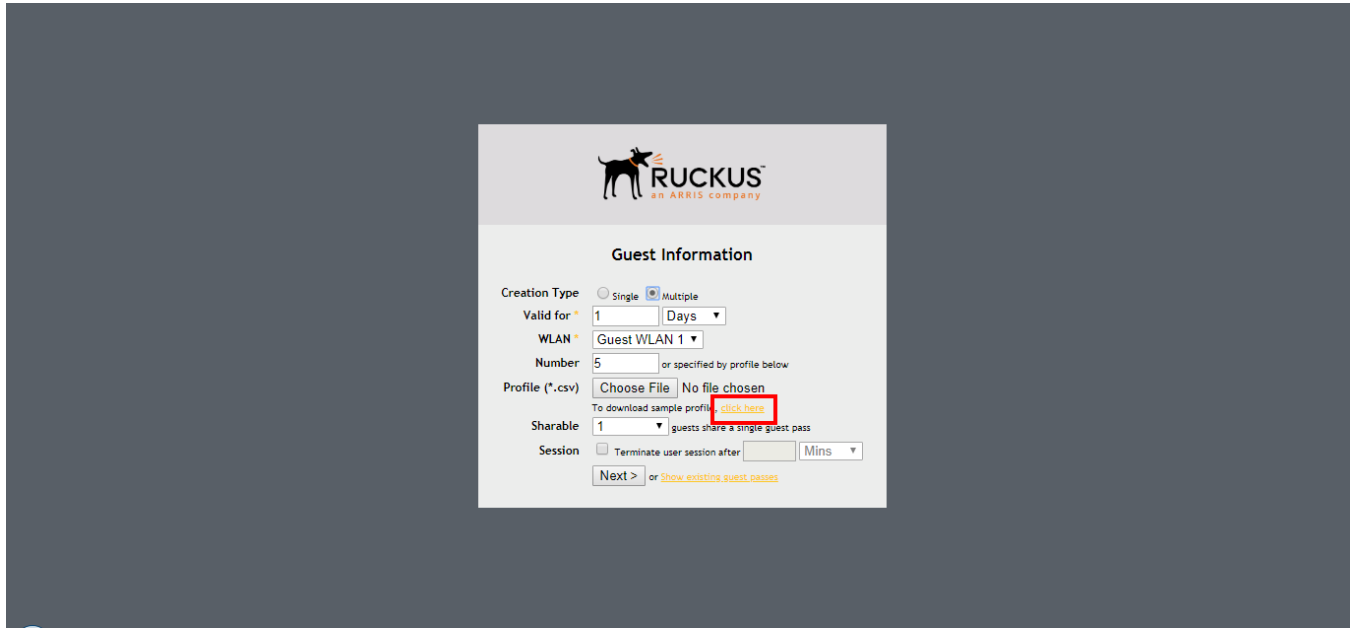 RUCKUS™
an ARRIS company
Guest Information
Creation Type Single Multiple
Valid for * 1 Days
WLAN * Guest WLAN 1
Number 5 or specified by profile below
Profile (*.csv) Choose File No file chosen
To download sample profile, click here
Sharable 1 guests share a single guest pass
Session Terminate user session after Mins
Next > or Show existing guest passes